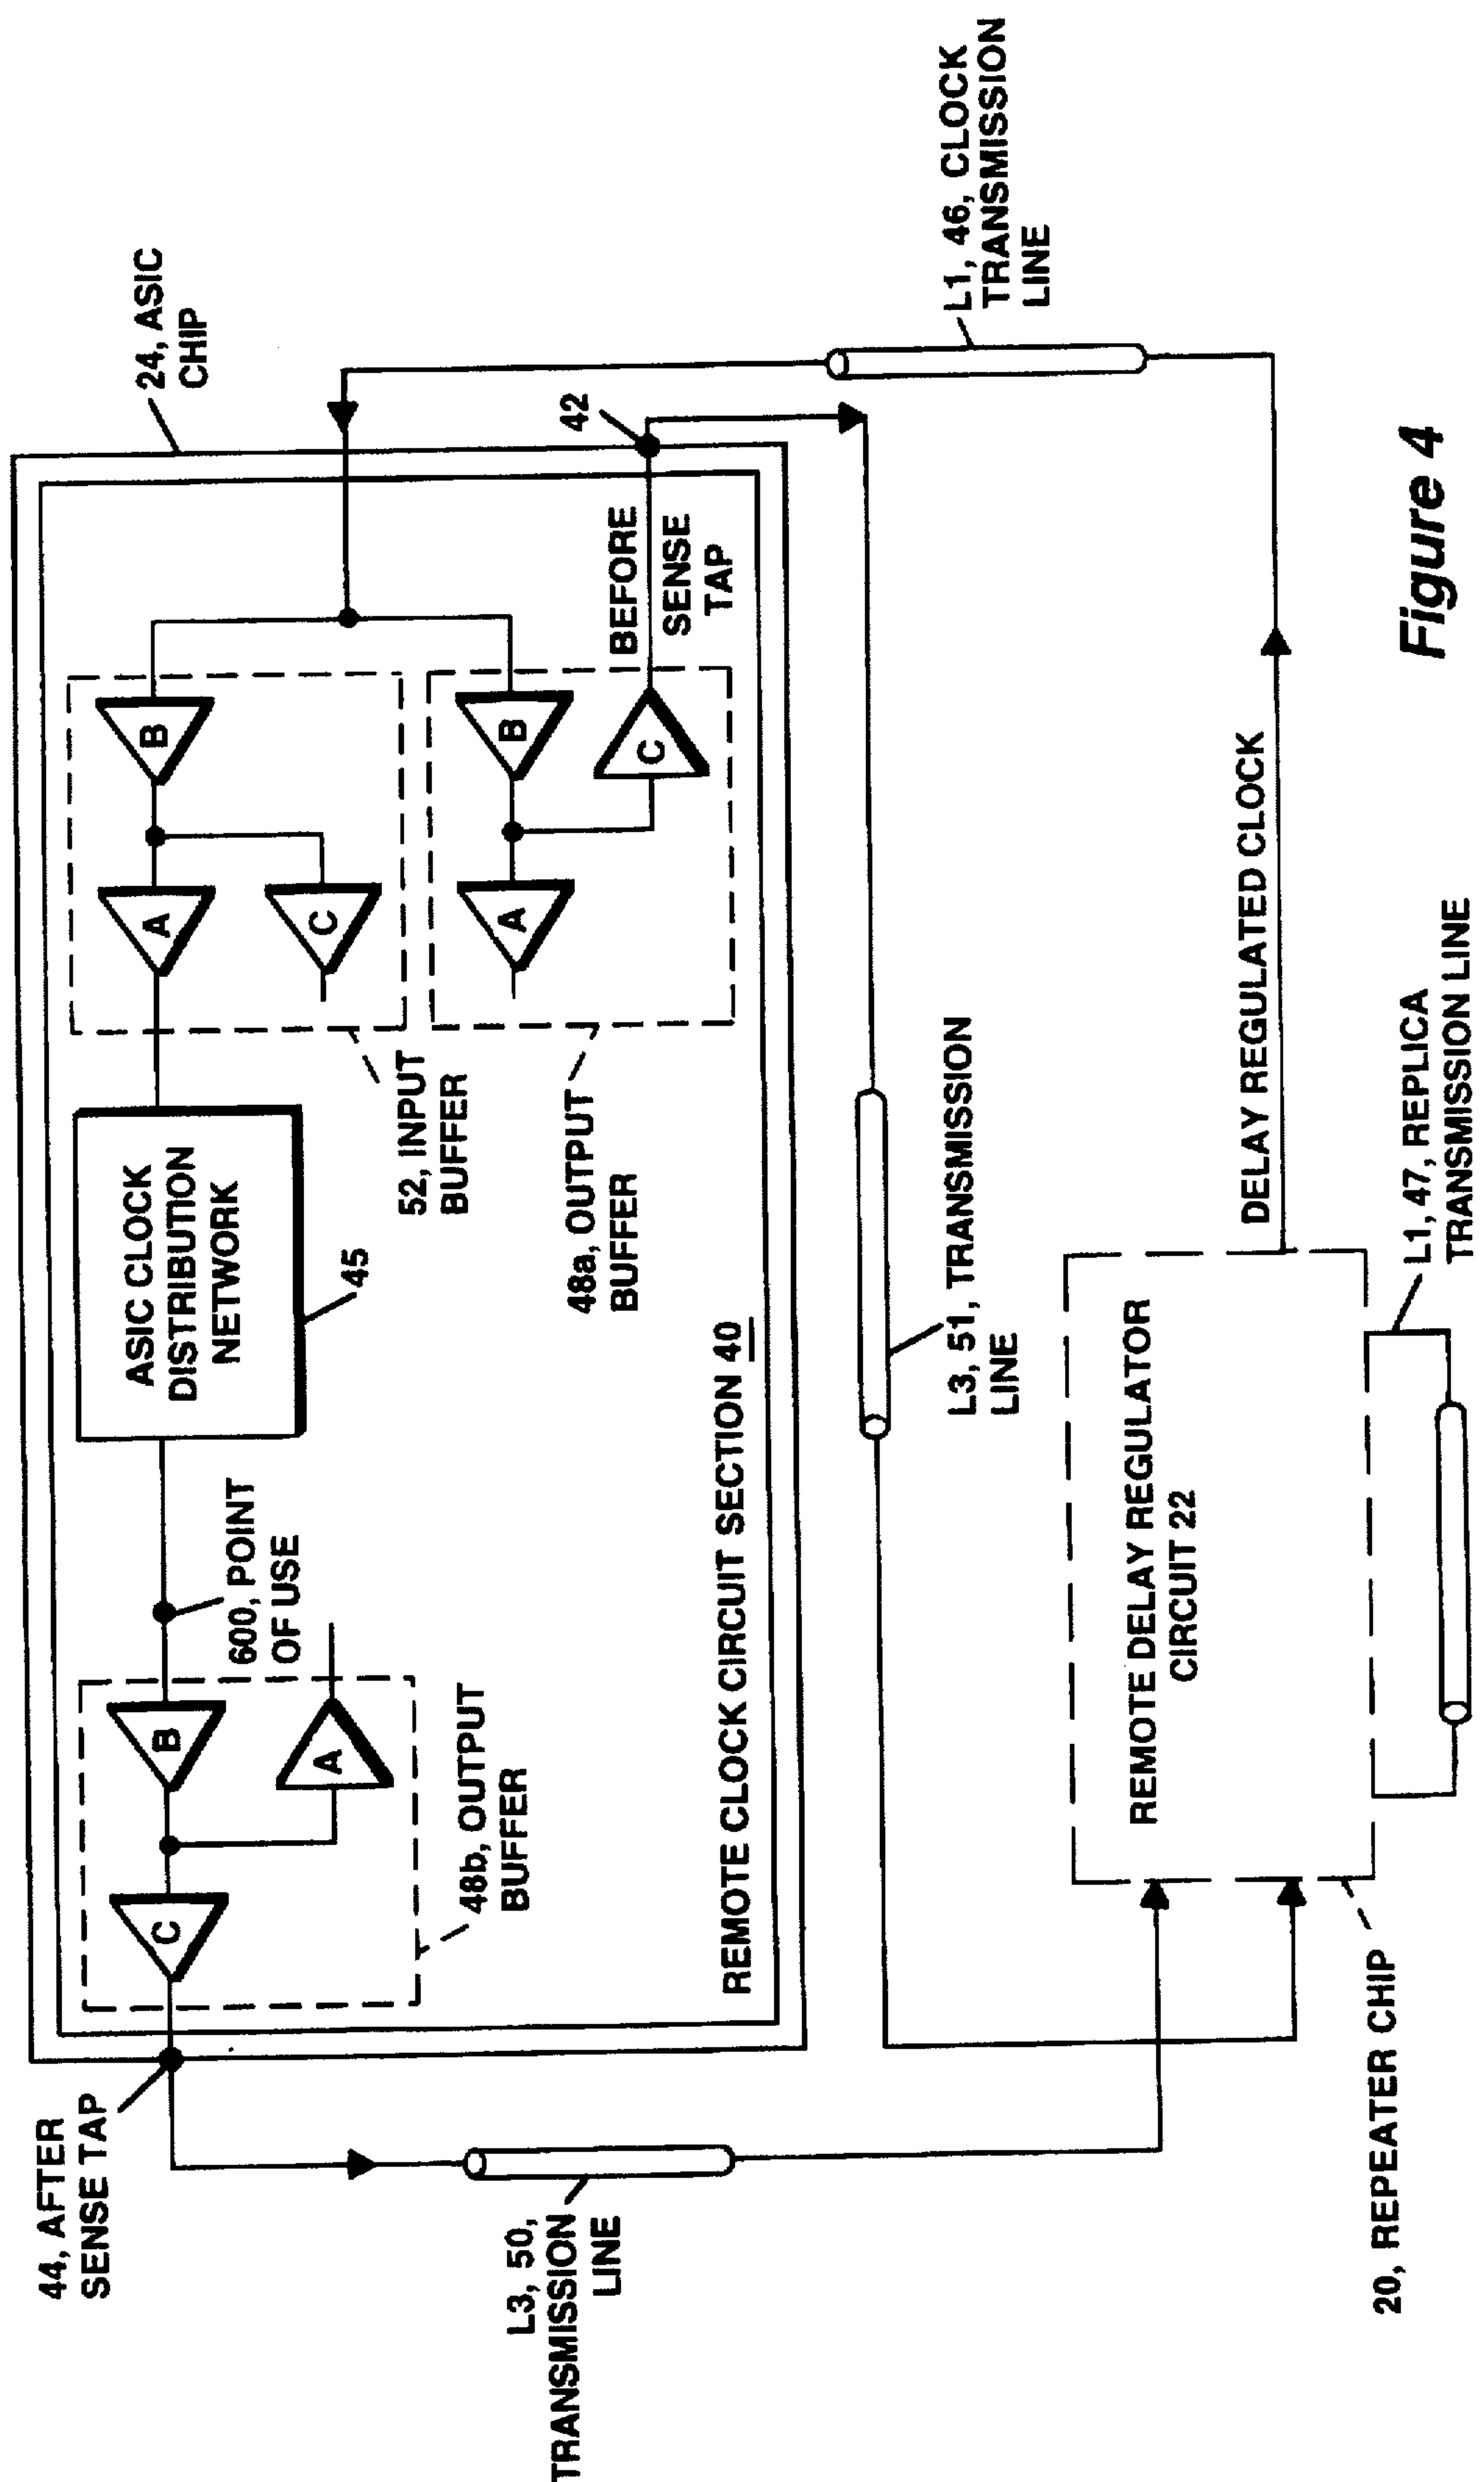 44, AFTER
SENSE TAP
C
B
A
48b, OUTPUT
BUFFER
600, POINT
OF USE
ASIC CLOCK
DISTRIBUTION
NETWORK
45
A
B
C
52, INPUT
BUFFER
A
B
C
48a, OUTPUT
BUFFER
BEFORE
SENSE
TAP
42
24, ASIC
CHIP
REMOTE CLOCK CIRCUIT SECTION 40
L3, 50,
TRANSMISSION
LINE
L3, 51, TRANSMISSION
LINE
L1, 46, CLOCK
TRANSMISSION
LINE
REMOTE DELAY REGULATOR
CIRCUIT 22
DELAY REGULATED CLOCK
20, REPEATER CHIP
L1, 47, REPLICA
TRANSMISSION LINE
Figure 4